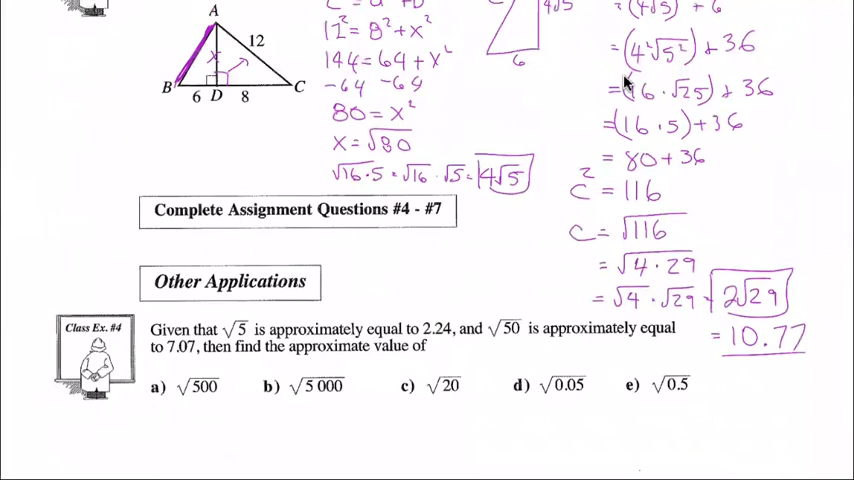 A
12
X
B
6
D
8
C
12² = 8² + x²
144 = 64 + x²
-64 -64
80 = x²
x = √80
√16·5 = √16 · √5 = 4√5
4√5
6
= (4√5) + 6
= (4²√5²) + 36
= (16 · √25) + 36
= (16 · 5) + 36
= 80 + 36
c² = 116
c = √116
= √4 · 29
= √4 · √29 = 2√29
= 10.77
Complete Assignment Questions #4 - #7
Other Applications
Class Ex. #4
Given that √5 is approximately equal to 2.24, and √50 is approximately equal
to 7.07, then find the approximate value of
a) √500 b) √5 000 c) √20 d) √0.05 e) √0.5